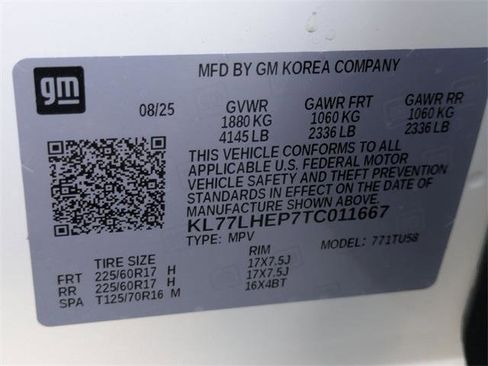 gm
MFD BY GM KOREA COMPANY
08/25 GVWR GAWR FRT GAWR RR
1880 KG 1060 KG 1060 KG
4145 LB 2336 LB 2336 LB
THIS VEHICLE CONFORMS TO ALL
APPLICABLE U.S. FEDERAL MOTOR
VEHICLE SAFETY AND THEFT PREVENTION
STANDARDS IN EFFECT ON THE DATE OF
MANUFACTURE SHOWN ABOVE.
KL77LHEP7TC011667
TYPE: MPV MODEL: 771TU58
TIRE SIZE RIM
FRT 225/60R17 H 17X7.5J
RR 225/60R17 H 17X7.5J
SPA T125/70R16 M 16X4BT